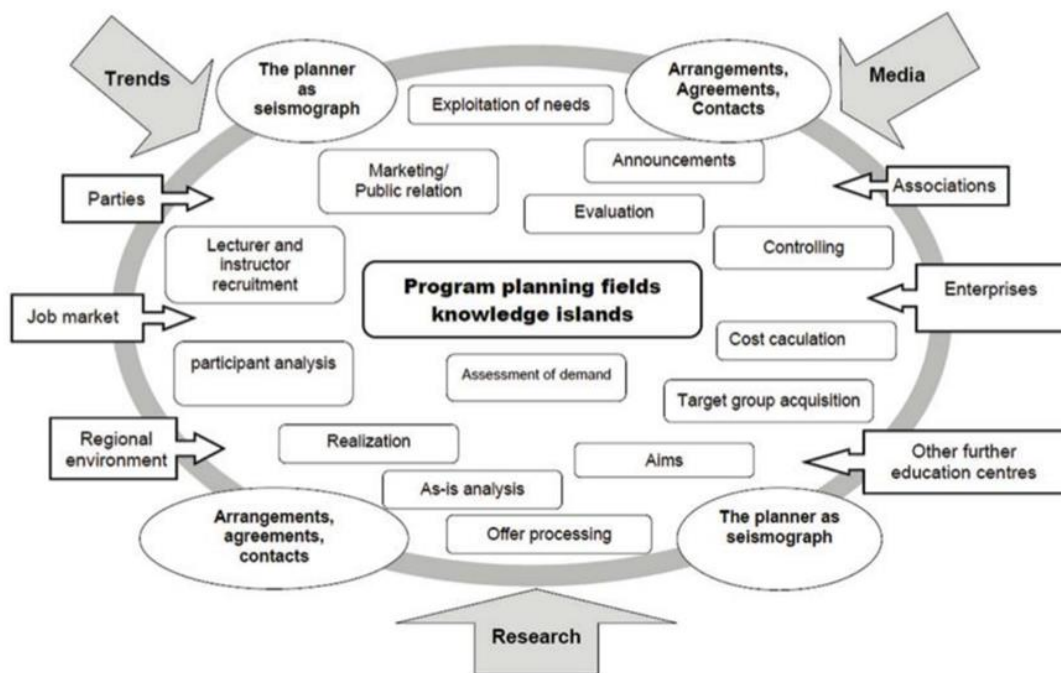 Trends
The planner
as
seismograph
Arrangements,
Agreements,
Contacts
Media
Exploitation of needs
Announcements
Marketing/
Public relation
Parties
Associations
Evaluation
Lecturer and
instructor
recruitment
Controlling
Program planning fields
knowledge islands
Enterprises
Job market
Cost caculation
participant analysis
Assessment of demand
Target group acquisition
Regional
environment
Realization
Aims
Other further
education centres
As-is analysis
Arrangements,
agreements,
contacts
Offer processing
The planner as
seismograph
Research